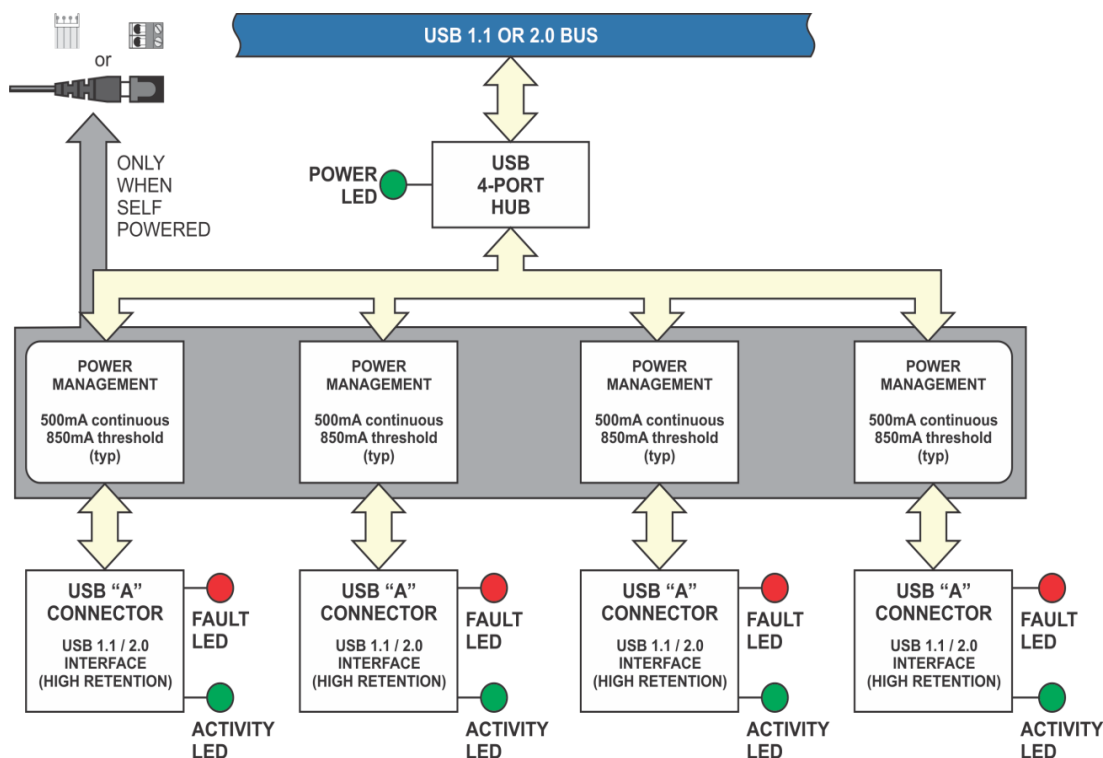 USB 1.1 OR 2.0 BUS
or
ONLY
WHEN
SELF
POWERED
POWER
LED
USB
4-PORT
HUB
POWER
MANAGEMENT
500mA continuous
850mA threshold
(typ)
POWER
MANAGEMENT
500mA continuous
850mA threshold
(typ)
POWER
MANAGEMENT
500mA continuous
850mA threshold
(typ)
POWER
MANAGEMENT
500mA continuous
850mA threshold
(typ)
USB “A”
CONNECTOR
USB 1.1 / 2.0
INTERFACE
(HIGH RETENTION)
FAULT
LED
ACTIVITY
LED
USB “A”
CONNECTOR
USB 1.1 / 2.0
INTERFACE
(HIGH RETENTION)
FAULT
LED
ACTIVITY
LED
USB “A”
CONNECTOR
USB 1.1 / 2.0
INTERFACE
(HIGH RETENTION)
FAULT
LED
ACTIVITY
LED
USB “A”
CONNECTOR
USB 1.1 / 2.0
INTERFACE
(HIGH RETENTION)
FAULT
LED
ACTIVITY
LED